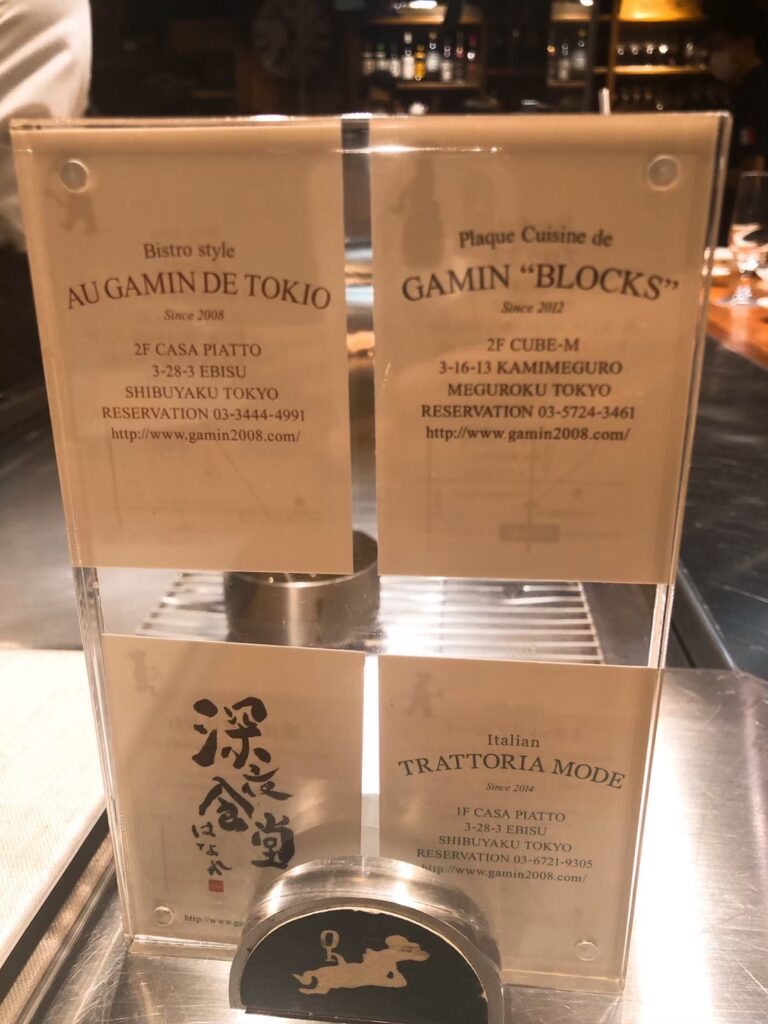 Bistro style
AU GAMIN DE TOKIO
Since 2008
2F CASA PIATTO
3-28-3 EBISU
SHIBUYAKU TOKYO
RESERVATION 03-3444-4991
http://www.gamin2008.com/
Plaque Cuisine de
GAMIN “BLOCKS”
Since 2012
2F CUBE-M
3-16-13 KAMIMEGURO
MEGUROKU TOKYO
RESERVATION 03-5724-3461
http://www.gamin2008.com/
深夜食堂
はなれ
http://www.ga
Italian
TRATTORIA MODE
Since 2014
1F CASA PIATTO
3-28-3 EBISU
SHIBUYAKU TOKYO
RESERVATION 03-6721-9305
http://www.gamin2008.com/